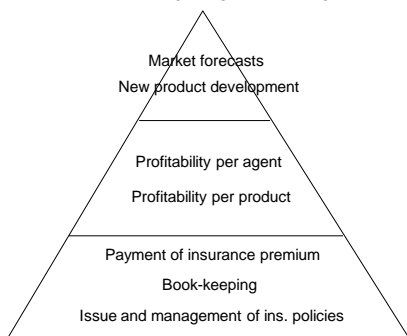 Market forecasts
New product development
Profitability per agent
Profitability per product
Payment of insurance premium
Book-keeping
Issue and management of ins. policies